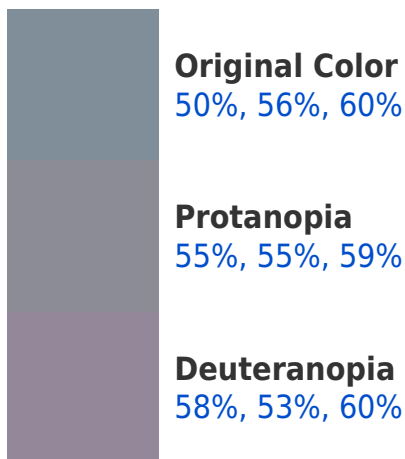 Original Color
50%, 56%, 60%
Protanopia
55%, 55%, 59%
Deuteranopia
58%, 53%, 60%